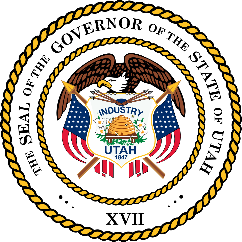 THE SEAL OF THE GOVERNOR OF THE STATE OF UTAH
INDUSTRY
UTAH
1847
XVII